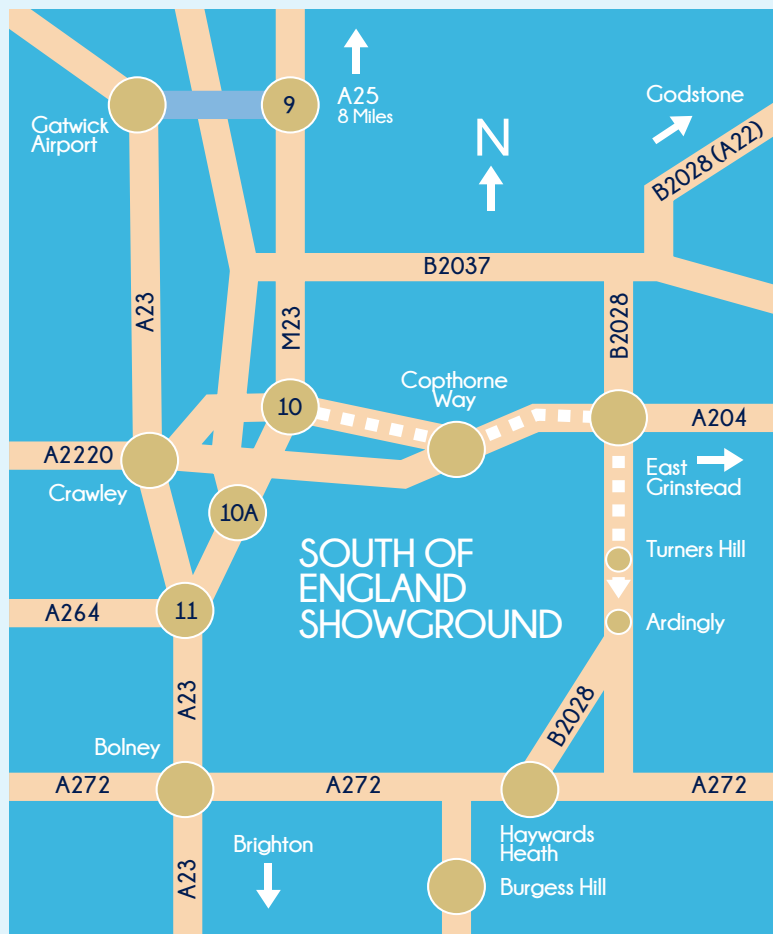 A25
8 Miles
Godstone
9
Gatwick
Airport
N
B2028 (A22)
B2037
A23
M23
B2028
Copthorne
Way
10
A204
A2220
Crawley
East
Grinstead
10A
SOUTH OF
ENGLAND
SHOWGROUND
Turners Hill
A264
11
Ardingly
A23
B2028
Bolney
A272
A272
A272
Brighton
Haywards
Heath
A23
Burgess Hill